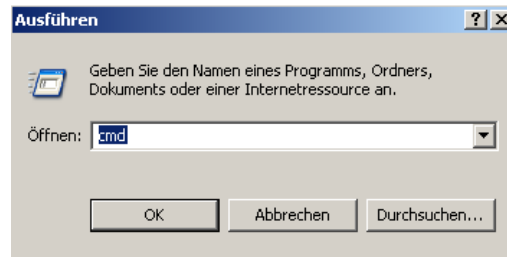 Ausführen
Geben Sie den Namen eines Programms, Ordners,
Dokuments oder einer Internetressource an.
Öffnen: cmd
OK Abbrechen Durchsuchen...